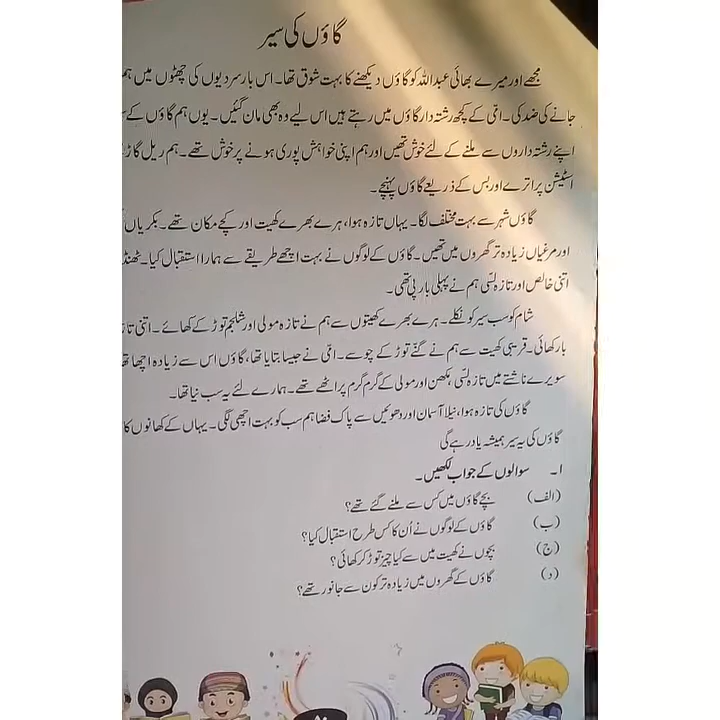 گاؤں کی سیر
مجھے اور میرے بھائی عبداللہ کو گاؤں دیکھنے کا بہت شوق تھا۔ اس بار سردیوں کی چھٹیوں میں
جانے کی ضد کی۔ امّی کے کچھ رشتہ دار گاؤں میں رہتے ہیں اس لیے وہ بھی مان گئیں۔ یوں ہم گاؤں کے
اپنے رشتہ داروں سے ملنے کے لئے خوش تھیں اور ہم اپنی خواہش پوری ہونے پر خوش تھے۔ ہم ریل
اسٹیشن پر اترے اور بس کے ذریعے گاؤں پہنچے۔
گاؤں شہر سے بہت مختلف لگا۔ یہاں تازہ ہوا، ہرے بھرے کھیت اور کچے مکان تھے۔ بکریاں
اور مرغیاں زیادہ تر گھروں میں تھیں۔ گاؤں کے لوگوں نے بہت اچھے طریقے سے ہمارا استقبال کیا۔
اتنی خالص اور تازہ لسّی ہم نے پہلی بار پی تھی۔
شام کو سب سیر کو نکلے۔ ہرے بھرے کھیتوں سے ہم نے تازہ مولی اور شلجم توڑ کے کھائے۔ اتنی
بار کھائی۔ قریبی کھیت سے ہم نے گنّے توڑ کے چوسے۔ امّی نے جیسا بتایا تھا، گاؤں اس سے زیادہ اچھا
سویرے ناشتے میں تازہ لسّی، مکھن اور مولی کے گرم گرم پراٹھے تھے۔ ہمارے لئے یہ سب نیا تھا۔
گاؤں کی تازہ ہوا، نیلا آسمان اور دھوئیں سے پاک فضا ہم سب کو بہت اچھی لگی۔ یہاں کے کھانوں کا
گاؤں کی یہ سیر ہمیشہ یاد رہے گی
۱۔ سوالوں کے جواب لکھیں۔
(الف) بچے گاؤں میں کس سے ملنے گئے تھے؟
(ب) گاؤں کے لوگوں نے اُن کا کس طرح استقبال کیا؟
(ج) بچوں نے کھیت میں سے کیا چیز توڑ کر کھائی؟
(د) گاؤں کے گھروں میں زیادہ تر کون سے جانور تھے؟